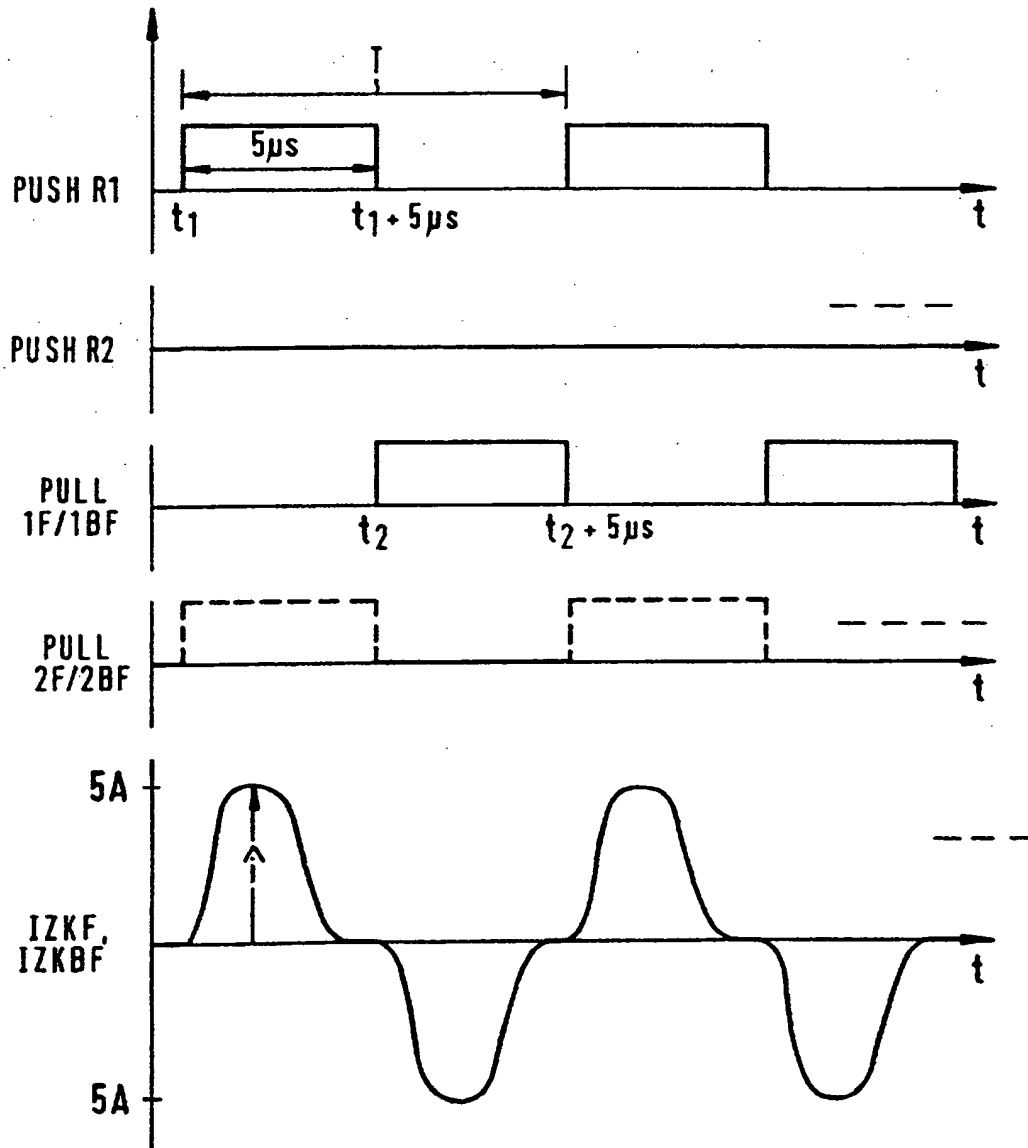 T
5µs
PUSH R1
t1
t1 + 5µs
t
PUSH R2
t
PULL
1F/1BF
t2
t2 + 5µs
t
PULL
2F/2BF
t
5A
IZKF,
IZKBF
t
5A